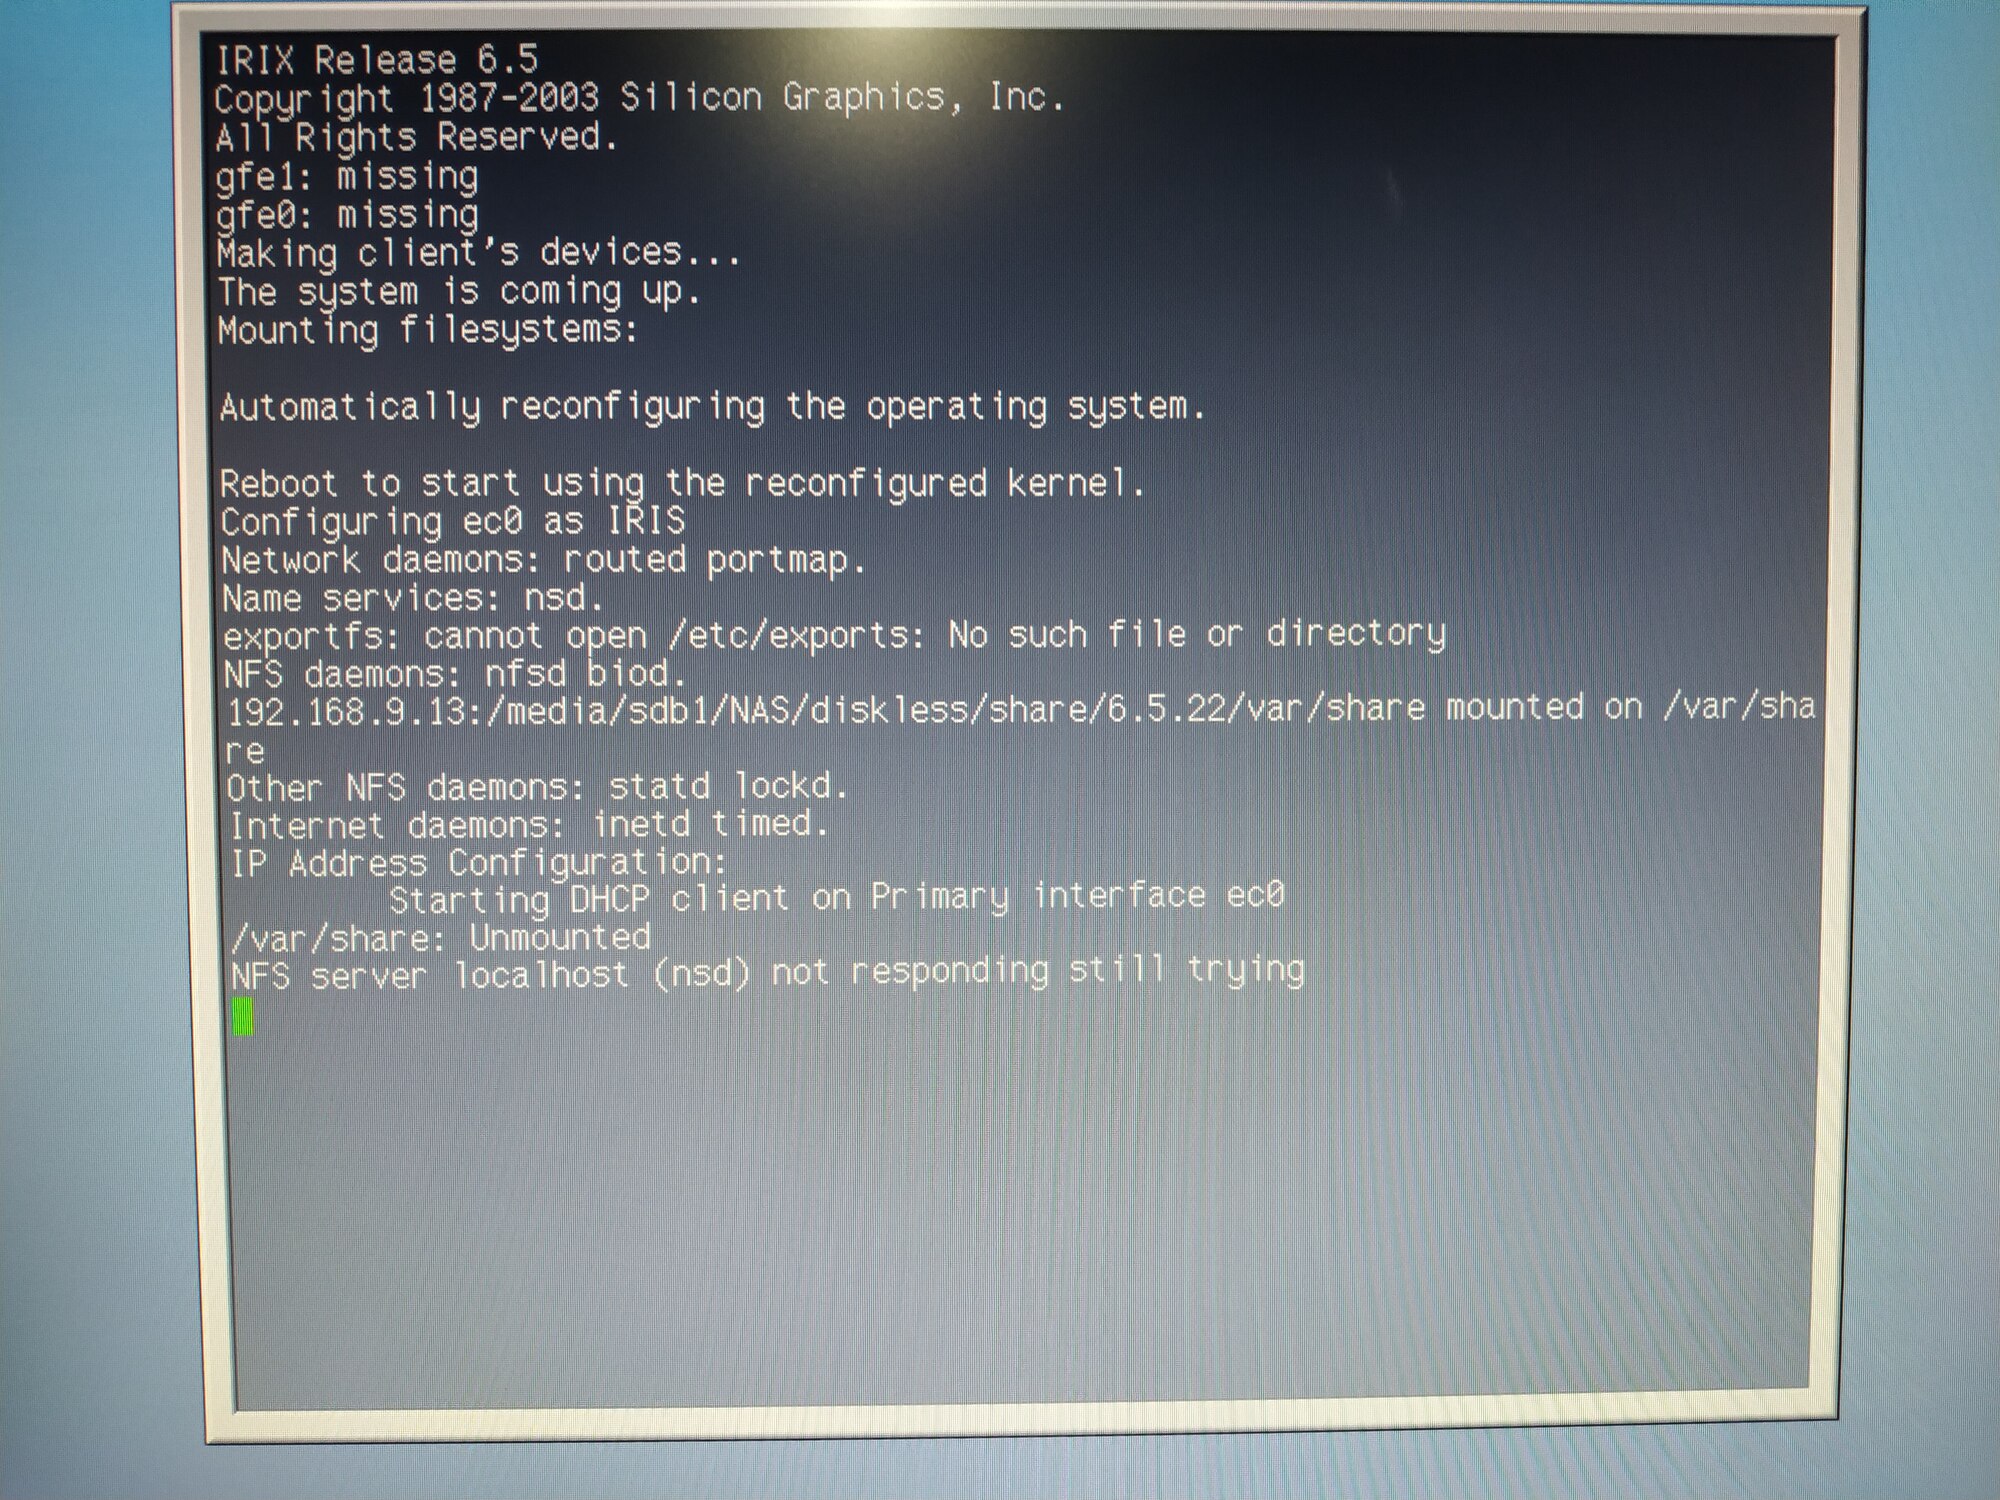 IRIX Release 6.5
Copyright 1987-2003 Silicon Graphics, Inc.
All Rights Reserved.
gfe1: missing
gfe0: missing
Making client's devices...
The system is coming up.
Mounting filesystems:
Automatically reconfiguring the operating system.
Reboot to start using the reconfigured kernel.
Configuring ec0 as IRIS
Network daemons: routed portmap.
Name services: nsd.
exportfs: cannot open /etc/exports: No such file or directory
NFS daemons: nfsd biod.
192.168.9.13:/media/sdb1/NAS/diskless/share/6.5.22/var/share mounted on /var/sha
re
Other NFS daemons: statd lockd.
Internet daemons: inetd timed.
IP Address Configuration:
Starting DHCP client on Primary interface ec0
/var/share: Unmounted
NFS server localhost (nsd) not responding still trying